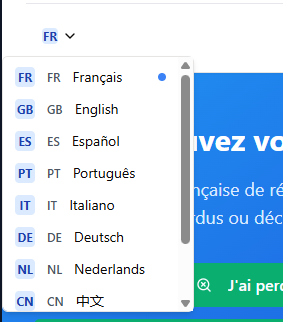 FR
FR FR Français
GB GB English
ES ES Español
PT PT Português
IT IT Italiano
DE DE Deutsch
NL NL Nederlands
CN CN 中文
uvez vo
nçaise de ré
rdus ou déc
J'ai perd